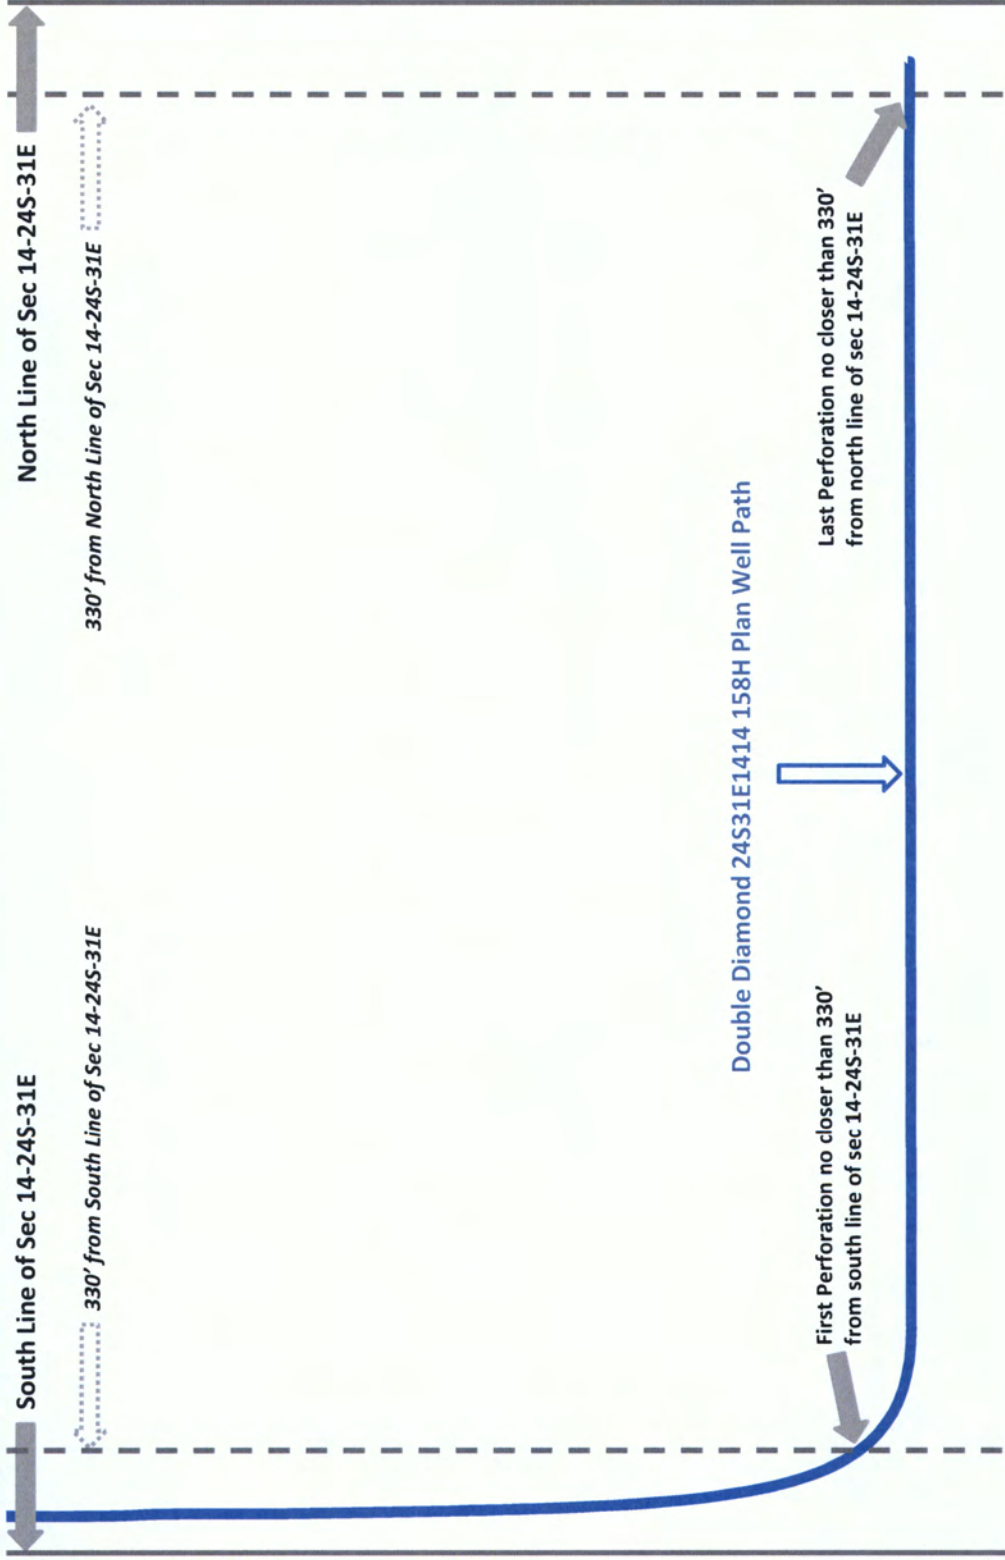 South Line of Sec 14-24S-31E
North Line of Sec 14-24S-31E
330’ from South Line of Sec 14-24S-31E
330’ from North Line of Sec 14-24S-31E
Double Diamond 24S31E1414 158H Plan Well Path
First Perforation no closer than 330’
from south line of sec 14-24S-31E
Last Perforation no closer than 330’
from north line of sec 14-24S-31E